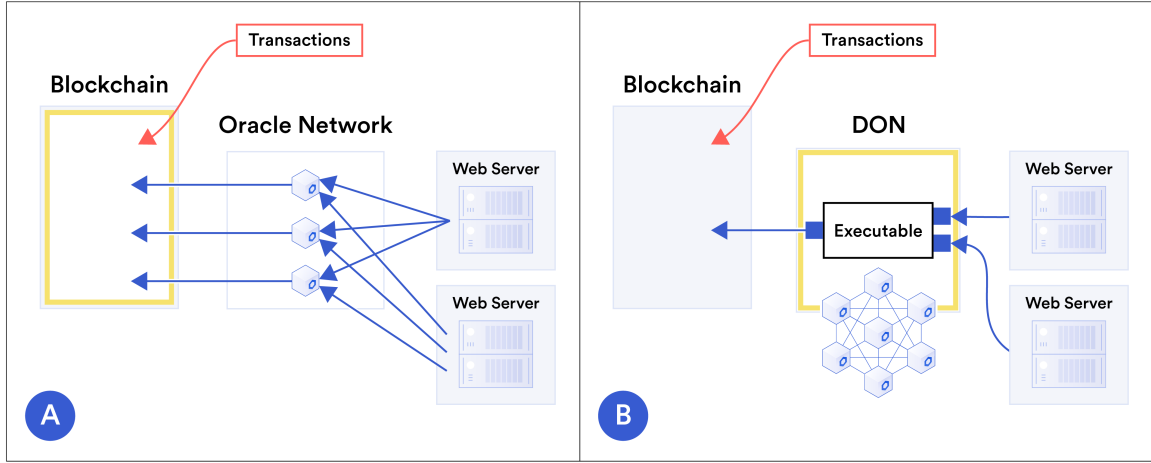 Transactions
Blockchain
Oracle Network
Web Server
Web Server
A
Transactions
Blockchain
DON
Web Server
Executable
Web Server
B